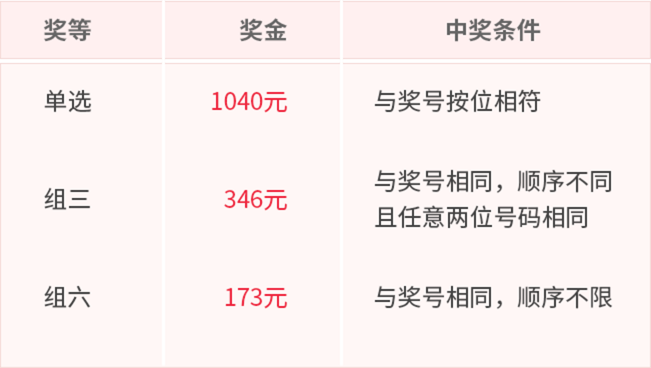 奖等 奖金 中奖条件
单选 1040元 与奖号按位相符
组三 346元 与奖号相同，顺序不同
且任意两位号码相同
组六 173元 与奖号相同，顺序不限